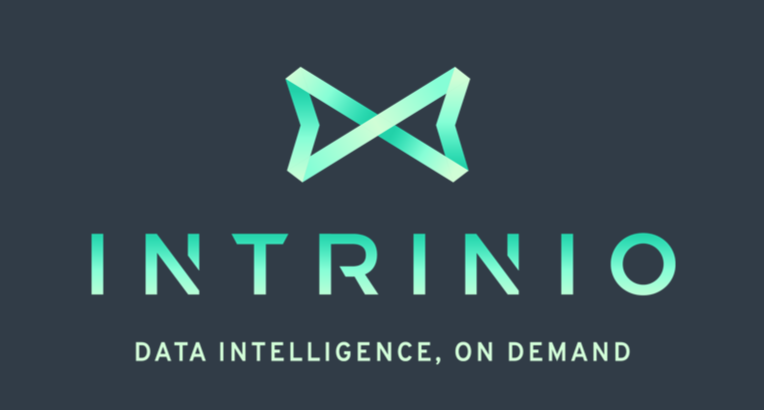 INTRINIO
DATA INTELLIGENCE, ON DEMAND